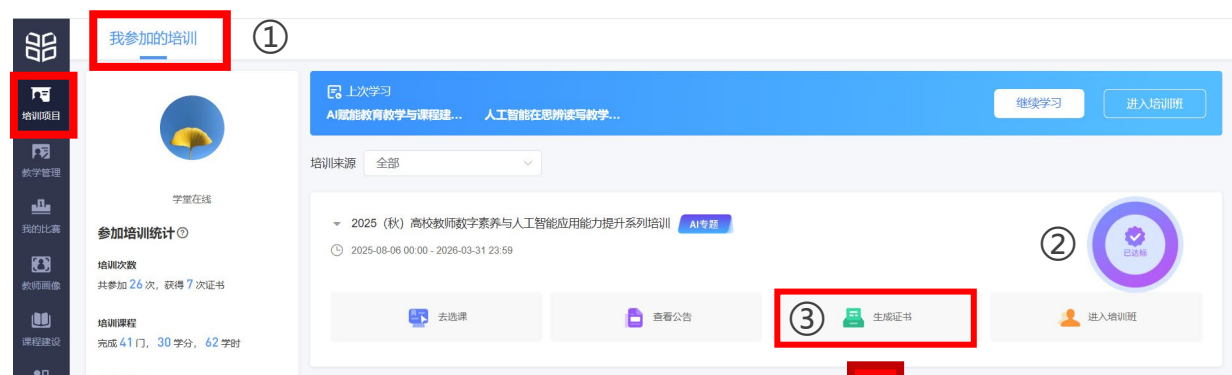 我参加的培训
①
培训项目
教学管理
我的比赛
教师画像
课程建设
学堂在线
参加培训统计?
培训次数
共参加 26 次，获得 7 次证书
培训课程
完成 41 门， 30 学分， 62 学时
上次学习
AI赋能教育教学与课程建... 人工智能在思辨读写教学...
继续学习
进入培训班
培训来源 全部
2025（秋）高校教师数字素养与人工智能应用能力提升系列培训 AI专题
2025-08-06 00:00 - 2026-03-31 23:59
②
已达标
去选课
查看公告
③ 生成证书
进入培训班